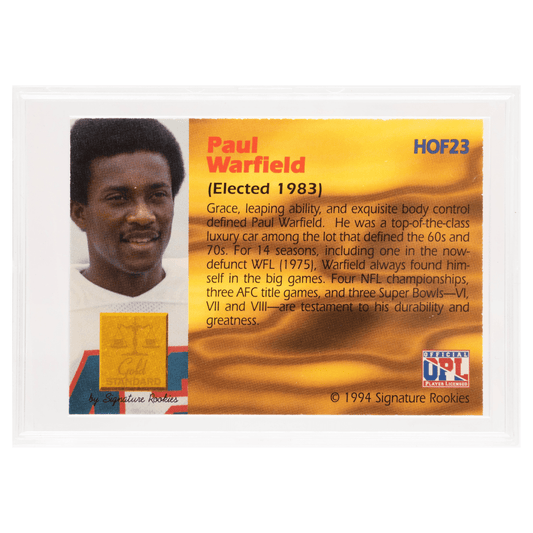 Paul
Warfield
HOF23
(Elected 1983)
Grace, leaping ability, and exquisite body control
defined Paul Warfield. He was a top-of-the-class
luxury car among the lot that defined the 60s and
70s. For 14 seasons, including one in the now-
defunct WFL (1975), Warfield always found him-
self in the big games. Four NFL championships,
three AFC title games, and three Super Bowls—VI,
VII and VIII—are testament to his durability and
greatness.
Gold
STANDARD
by Signature Rookies
OFFICIAL
UPL
PLAYER LICENSEE
© 1994 Signature Rookies